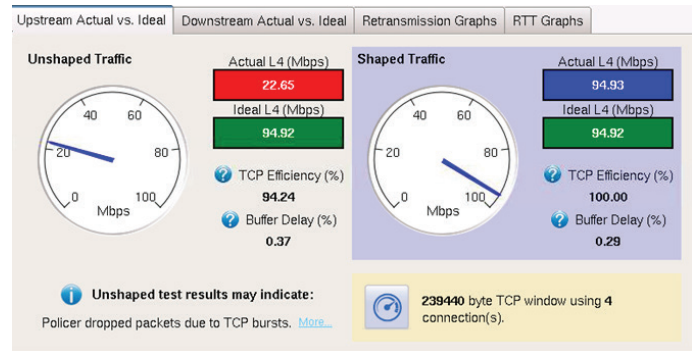 Upstream Actual vs. Ideal
Downstream Actual vs. Ideal
Retransmission Graphs
RTT Graphs
Unshaped Traffic
0
20
40
60
80
100
Mbps
Actual L4 (Mbps)
22.65
Ideal L4 (Mbps)
94.92
TCP Efficiency (%)
94.24
Buffer Delay (%)
0.37
Shaped Traffic
0
20
40
60
80
100
Mbps
Actual L4 (Mbps)
94.93
Ideal L4 (Mbps)
94.92
TCP Efficiency (%)
100.00
Buffer Delay (%)
0.29
Unshaped test results may indicate:
Policer dropped packets due to TCP bursts. More...
239440 byte TCP window using 4
connection(s).